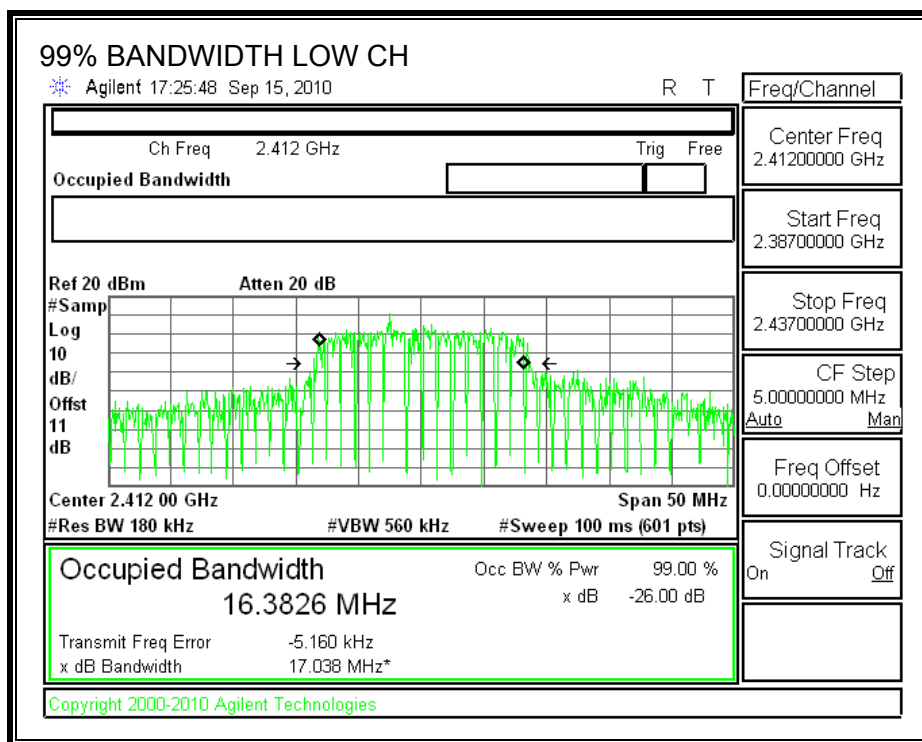 99% BANDWIDTH LOW CH
Agilent 17:25:48 Sep 15, 2010 R T
Freq/Channel
Ch Freq 2.412 GHz Trig Free
Occupied Bandwidth
Center Freq
2.41200000 GHz
Start Freq
2.38700000 GHz
Stop Freq
2.43700000 GHz
CF Step
5.00000000 MHz
Auto Man
Freq Offset
0.00000000 Hz
Signal Track
On Off
Ref 20 dBm Atten 20 dB
#Samp
Log
10
dB/
Offst
11
dB
Center 2.412 00 GHz Span 50 MHz
#Res BW 180 kHz #VBW 560 kHz #Sweep 100 ms (601 pts)
Occupied Bandwidth Occ BW % Pwr 99.00 %
16.3826 MHz x dB -26.00 dB
Transmit Freq Error -5.160 kHz
x dB Bandwidth 17.038 MHz*
Copyright 2000-2010 Agilent Technologies